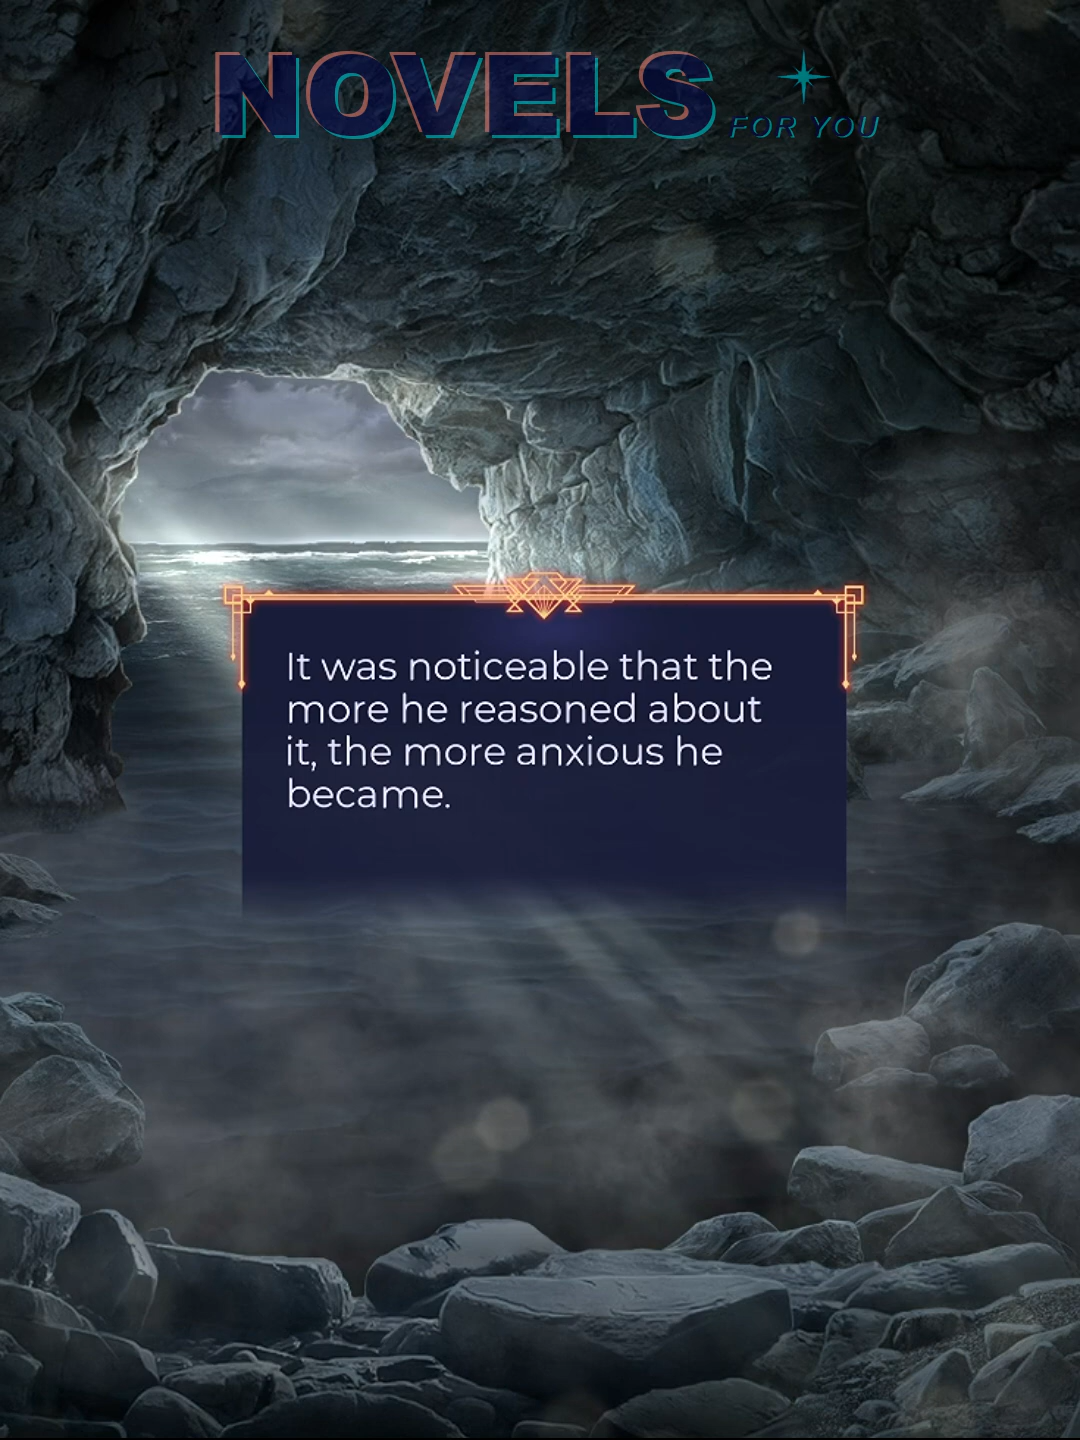 NOVELS
FOR YOU
It was noticeable that the
more he reasoned about
it, the more anxious he
became.